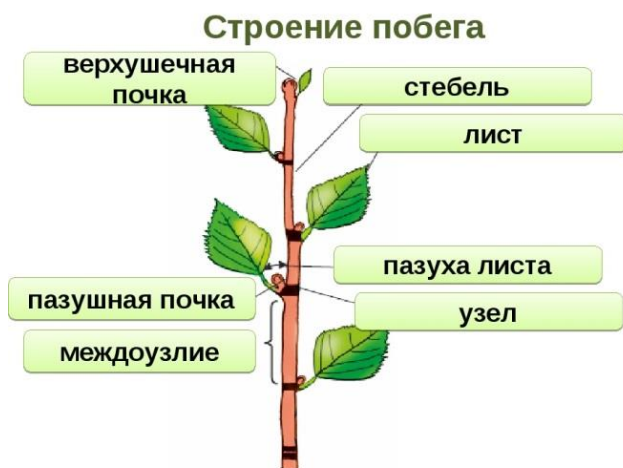 Строение побега
верхушечная
почка
стебель
лист
пазуха листа
пазушная почка
узел
междоузлие